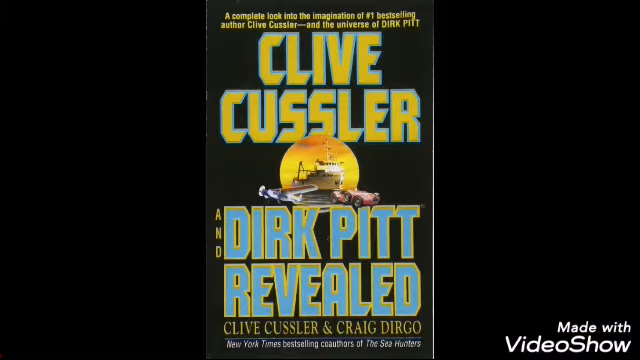 A complete look into the imagination of #1 bestselling
author Clive Cussler—and the universe of DIRK PITT
CLIVE
CUSSLER
AND
DIRK PITT®
REVEALED
CLIVE CUSSLER & CRAIG DIRGO
New York Times bestselling coauthors of The Sea Hunters
Made with
VideoShow